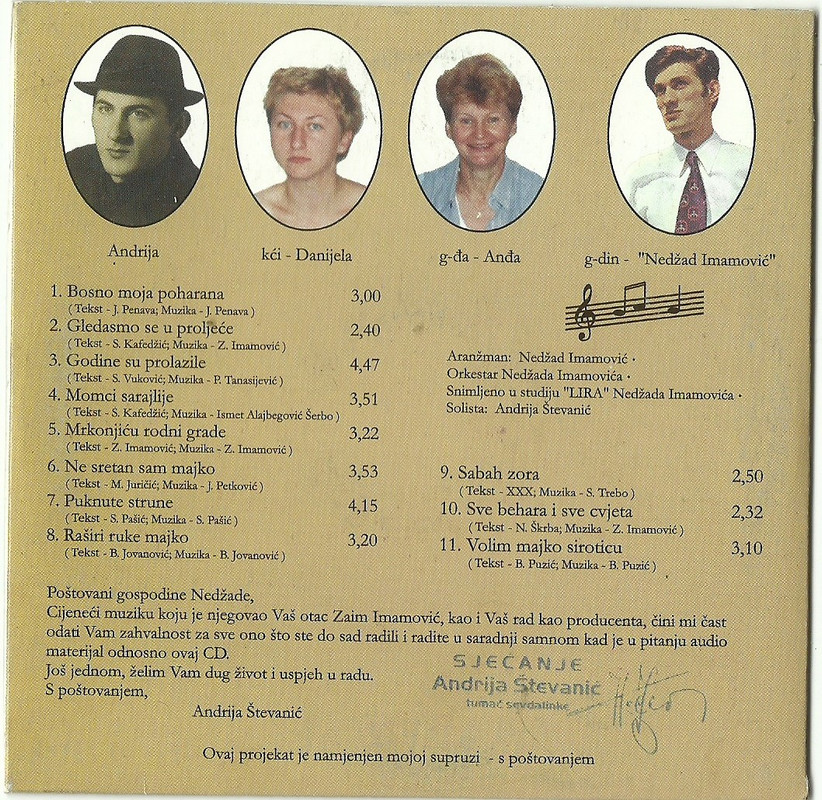 Andrija
kći - Danijela
g-đa - Anđa
g-din - "Nedžad Imamović"
1. Bosno moja poharana 3,00
( Tekst - J. Penava; Muzika - J. Penava )
2. Gledasmo se u proljeće 2,40
( Tekst - S. Kafedžić; Muzika - Z. Imamović )
3. Godine su prolazile 4,47
( Tekst - S. Vuković; Muzika - P. Tanasijević )
4. Momci sarajlije 3,51
( Tekst - S. Kafedžić; Muzika - Ismet Alajbegović Šerbo )
5. Mrkonjiću rodni grade 3,22
( Tekst - Z. Imamović; Muzika - Z. Imamović )
6. Ne sretan sam majko 3,53
( Tekst - M. Juričić; Muzika - J. Petković )
7. Puknute strune 4,15
( Tekst - S. Pašić; Muzika - S. Pašić )
8. Raširi ruke majko 3,20
( Tekst - B. Jovanović; Muzika - B. Jovanović )
Aranžman: Nedžad Imamović ·
Orkestar Nedžada Imamovića ·
Snimljeno u studiju "LIRA" Nedžada Imamovića ·
Solista: Andrija Števanić
9. Sabah zora 2,50
( Tekst - XXX; Muzika - S. Trebo )
10. Sve behara i sve cvjeta 2,32
( Tekst - N. Škrba; Muzika - Z. Imamović )
11. Volim majko siroticu 3,10
( Tekst - B. Puzić; Muzika - B. Puzić )
Poštovani gospodine Nedžade,
Cijeneći muziku koju je njegovao Vaš otac Zaim Imamović, kao i Vaš rad kao producenta, čini mi čast
odati Vam zahvalnost za sve ono što ste do sad radili i radite u saradnji samnom kad je u pitanju audio
materijal odnosno ovaj CD.
Još jednom, želim Vam dug život i uspjeh u radu.
S poštovanjem,
Andrija Števanić
SJEĆANJE
Andrija Števanić
tumač sevdalinke
Ovaj projekat je namjenjen mojoj supruzi - s poštovanjem